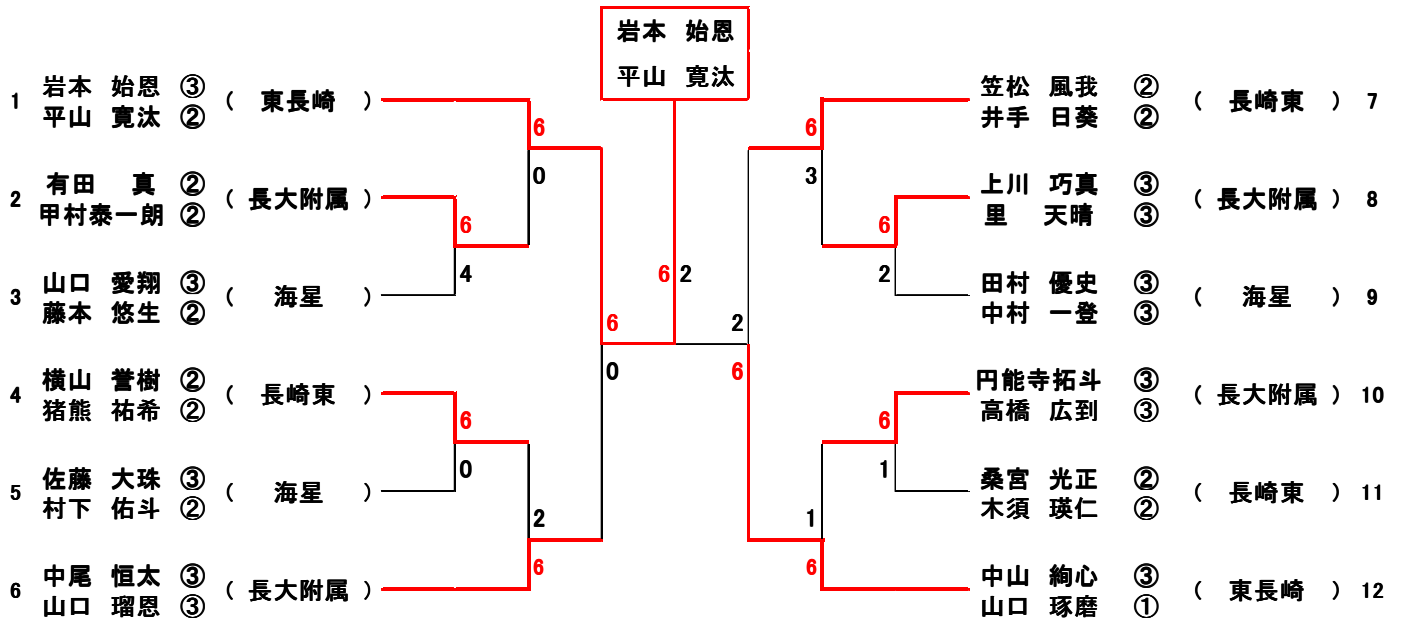 岩本 始恩
平山 寛汰
1 岩本 始恩 ③ ( 東長崎 )
平山 寛汰 ②
6
0
2 有田 真 ② ( 長大附属 )
甲村泰一朗 ②
6
4
3 山口 愛翔 ③ ( 海星 )
藤本 悠生 ②
6
0
4 横山 誉樹 ② ( 長崎東 )
猪熊 祐希 ②
6
0
5 佐藤 大珠 ③ ( 海星 )
村下 佑斗 ②
2
6
6 中尾 恒太 ③ ( 長大附属 )
山口 瑠恩 ③
6 2
笠松 風我 ② ( 長崎東 ) 7
井手 日葵 ②
6
3
上川 巧真 ③ ( 長大附属 ) 8
里 天晴 ③
6
2
田村 優史 ③ ( 海星 ) 9
中村 一登 ③
2
6
円能寺拓斗 ③ ( 長大附属 ) 10
高橋 広到 ③
6
1
桑宮 光正 ② ( 長崎東 ) 11
木須 瑛仁 ②
1
6
中山 絢心 ③ ( 東長崎 ) 12
山口 琢磨 ①